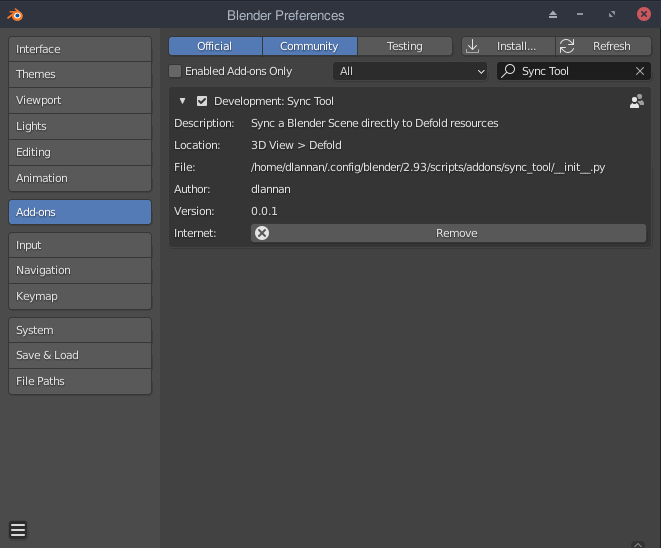 Blender Preferences
Interface
Themes
Viewport
Lights
Editing
Animation
Add-ons
Input
Navigation
Keymap
System
Save & Load
File Paths
Official Community Testing Install... Refresh
Enabled Add-ons Only All Sync Tool
Development: Sync Tool
Description: Sync a Blender Scene directly to Defold resources
Location: 3D View > Defold
File: /home/dlannan/.config/blender/2.93/scripts/addons/sync_tool/__init__.py
Author: dlannan
Version: 0.0.1
Internet: Remove